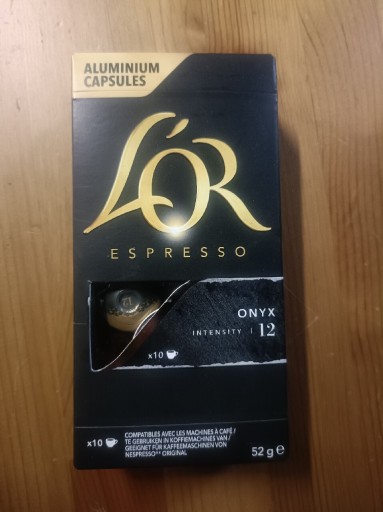 ALUMINIUM
CAPSULES
L'OR
ESPRESSO
ONYX
INTENSITY | 12
x10
x10
COMPATIBLES AVEC LES MACHINES À CAFÉ/
TE GEBRUIKEN IN KOFFIEMACHINES VAN/
GEEIGNET FÜR KAFFEEMASCHINEN VON
NESPRESSO®* ORIGINAL
52 g e